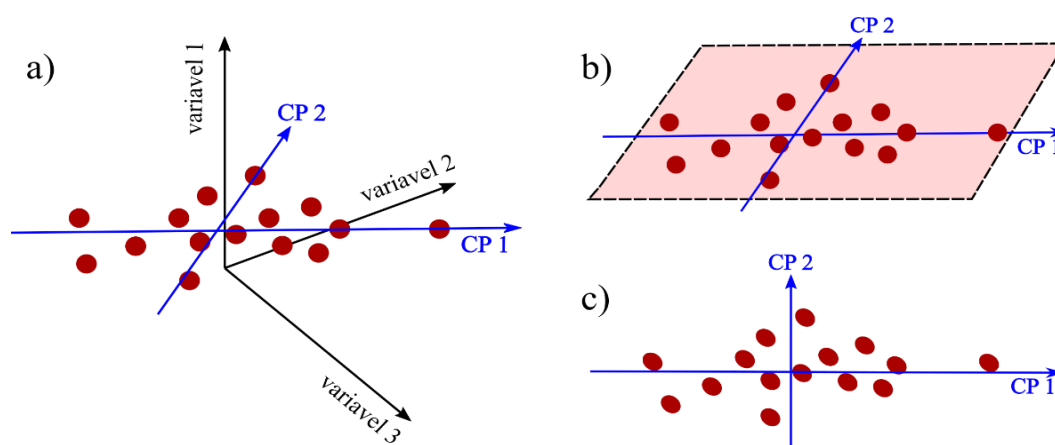 a)
variavel 1
CP 2
variavel 2
CP 1
variavel 3
b)
CP 2
CP 1
c)
CP 2
CP 1